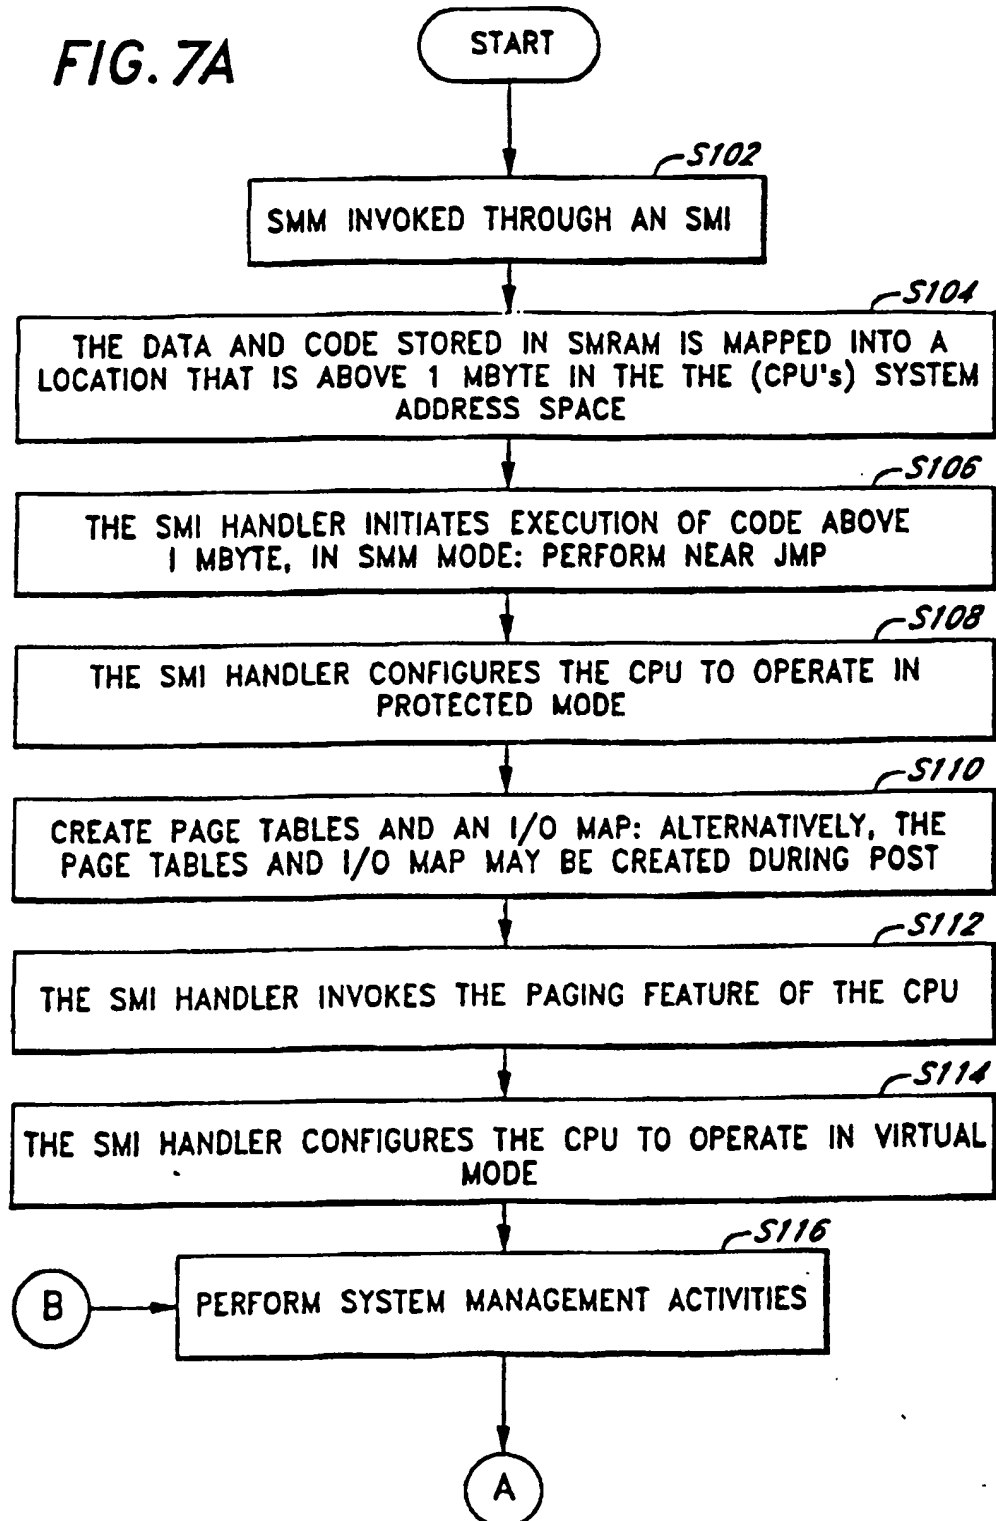 FIG. 7A
START
S102
SMM INVOKED THROUGH AN SMI
S104
THE DATA AND CODE STORED IN SMRAM IS MAPPED INTO A
LOCATION THAT IS ABOVE 1 MBYTE IN THE THE (CPU's) SYSTEM
ADDRESS SPACE
S106
THE SMI HANDLER INITIATES EXECUTION OF CODE ABOVE
1 MBYTE, IN SMM MODE: PERFORM NEAR JMP
S108
THE SMI HANDLER CONFIGURES THE CPU TO OPERATE IN
PROTECTED MODE
S110
CREATE PAGE TABLES AND AN I/O MAP: ALTERNATIVELY, THE
PAGE TABLES AND I/O MAP MAY BE CREATED DURING POST
S112
THE SMI HANDLER INVOKES THE PAGING FEATURE OF THE CPU
S114
THE SMI HANDLER CONFIGURES THE CPU TO OPERATE IN VIRTUAL
MODE
S116
B
PERFORM SYSTEM MANAGEMENT ACTIVITIES
A